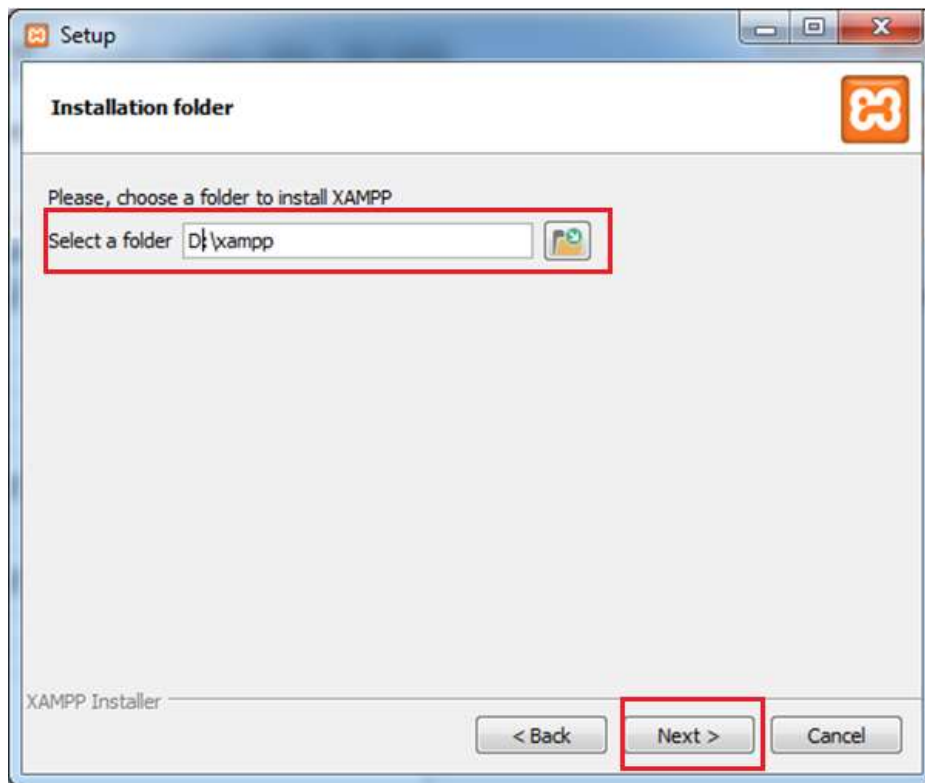 Setup
Installation folder
Please, choose a folder to install XAMPP
Select a folder D:\xampp
XAMPP Installer
< Back Next > Cancel